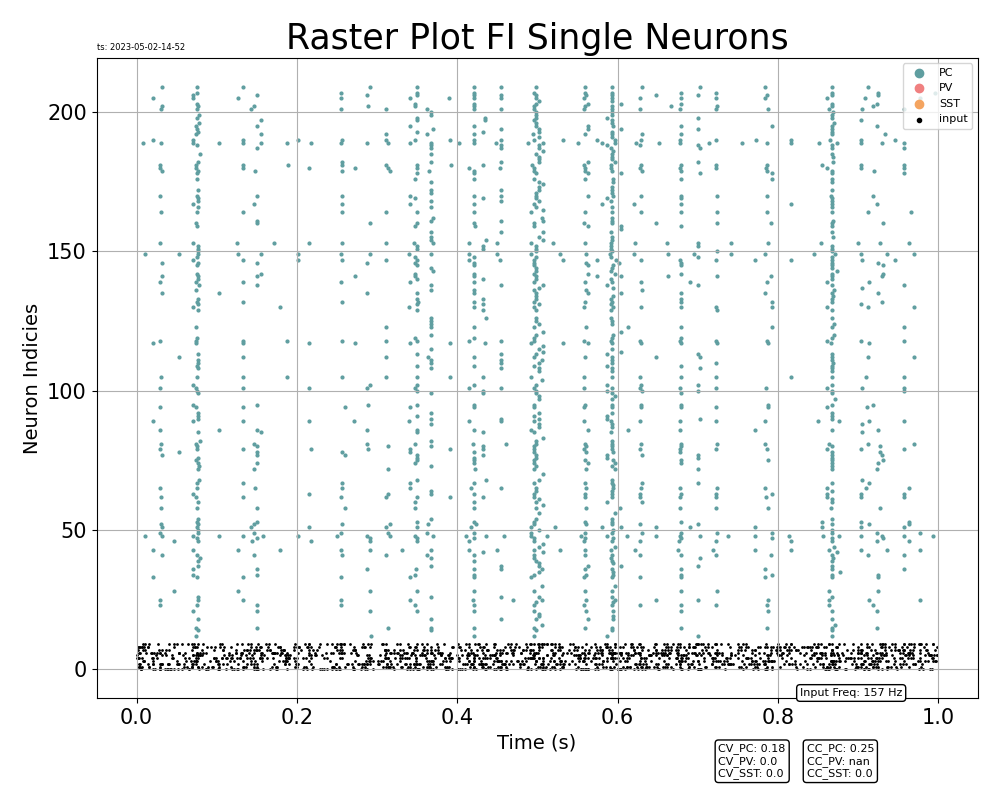 Raster Plot FI Single Neurons
ts: 2023-05-02-14-52
PC
PV
SST
input
200
150
100
50
0
Neuron Indicies
0.0 0.2 0.4 0.6 0.8 1.0
Time (s)
Input Freq: 157 Hz
CV_PC: 0.18
CV_PV: 0.0
CV_SST: 0.0
CC_PC: 0.25
CC_PV: nan
CC_SST: 0.0